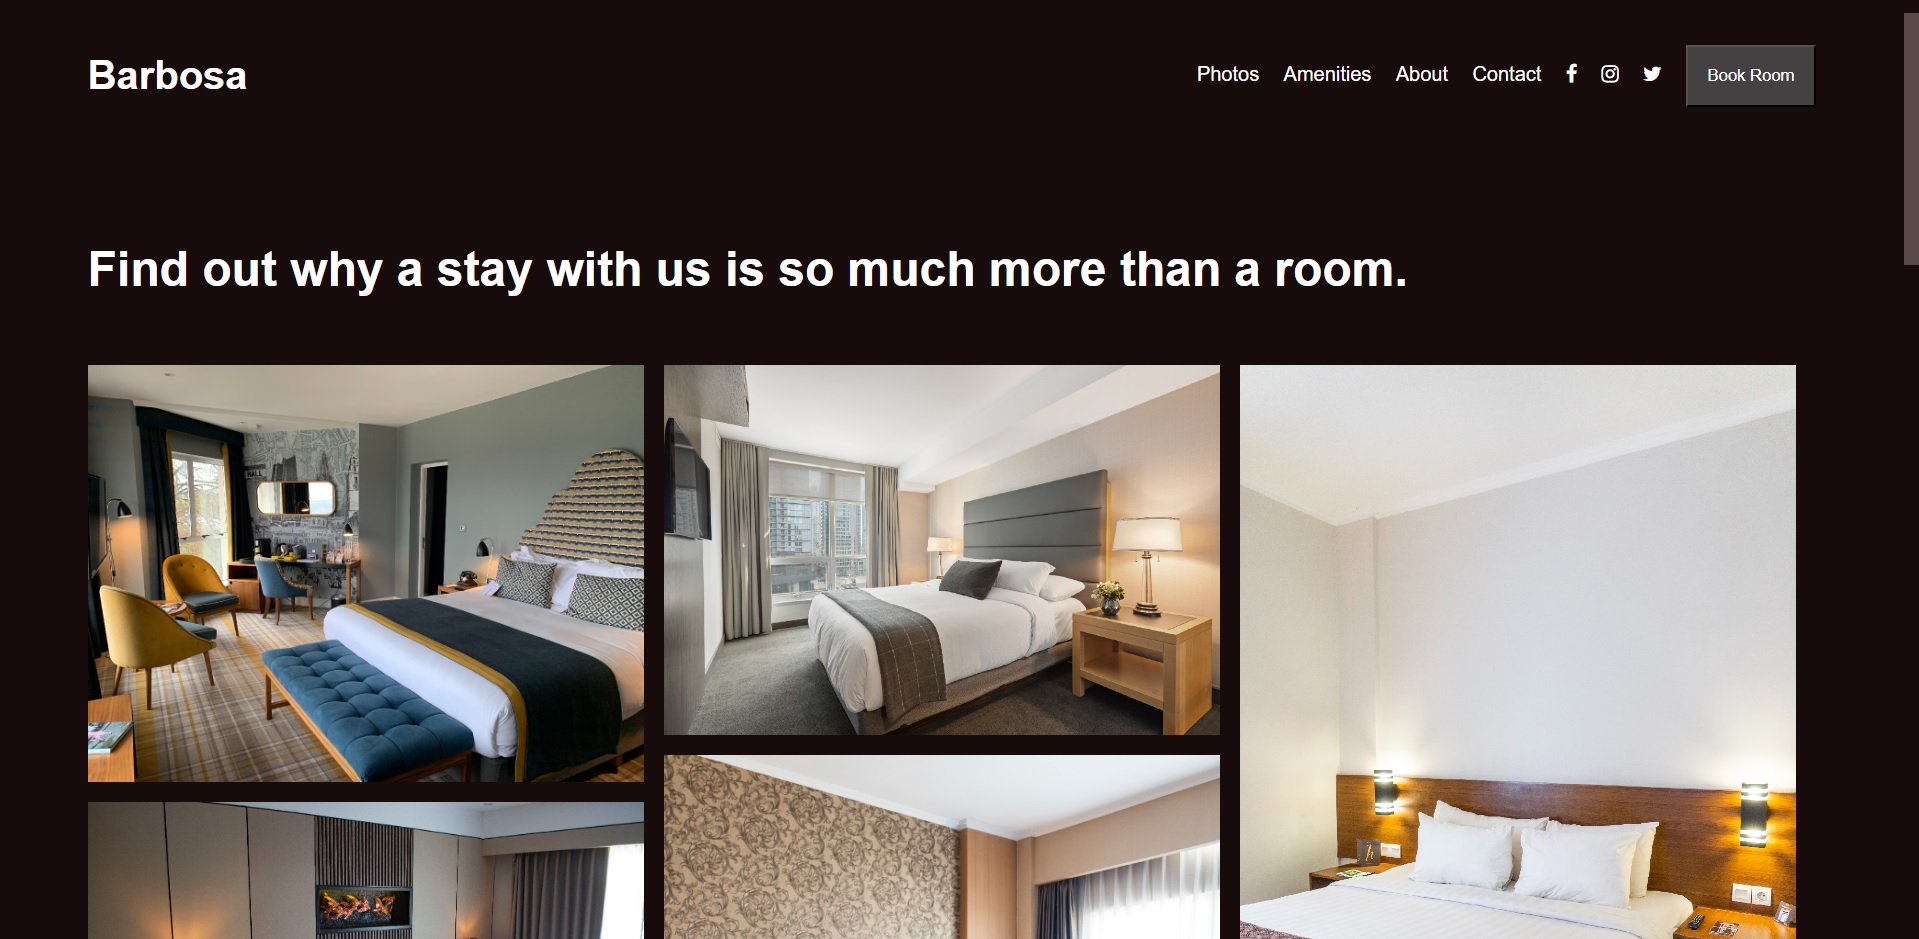 Barbosa
Photos Amenities About Contact Book Room
Find out why a stay with us is so much more than a room.